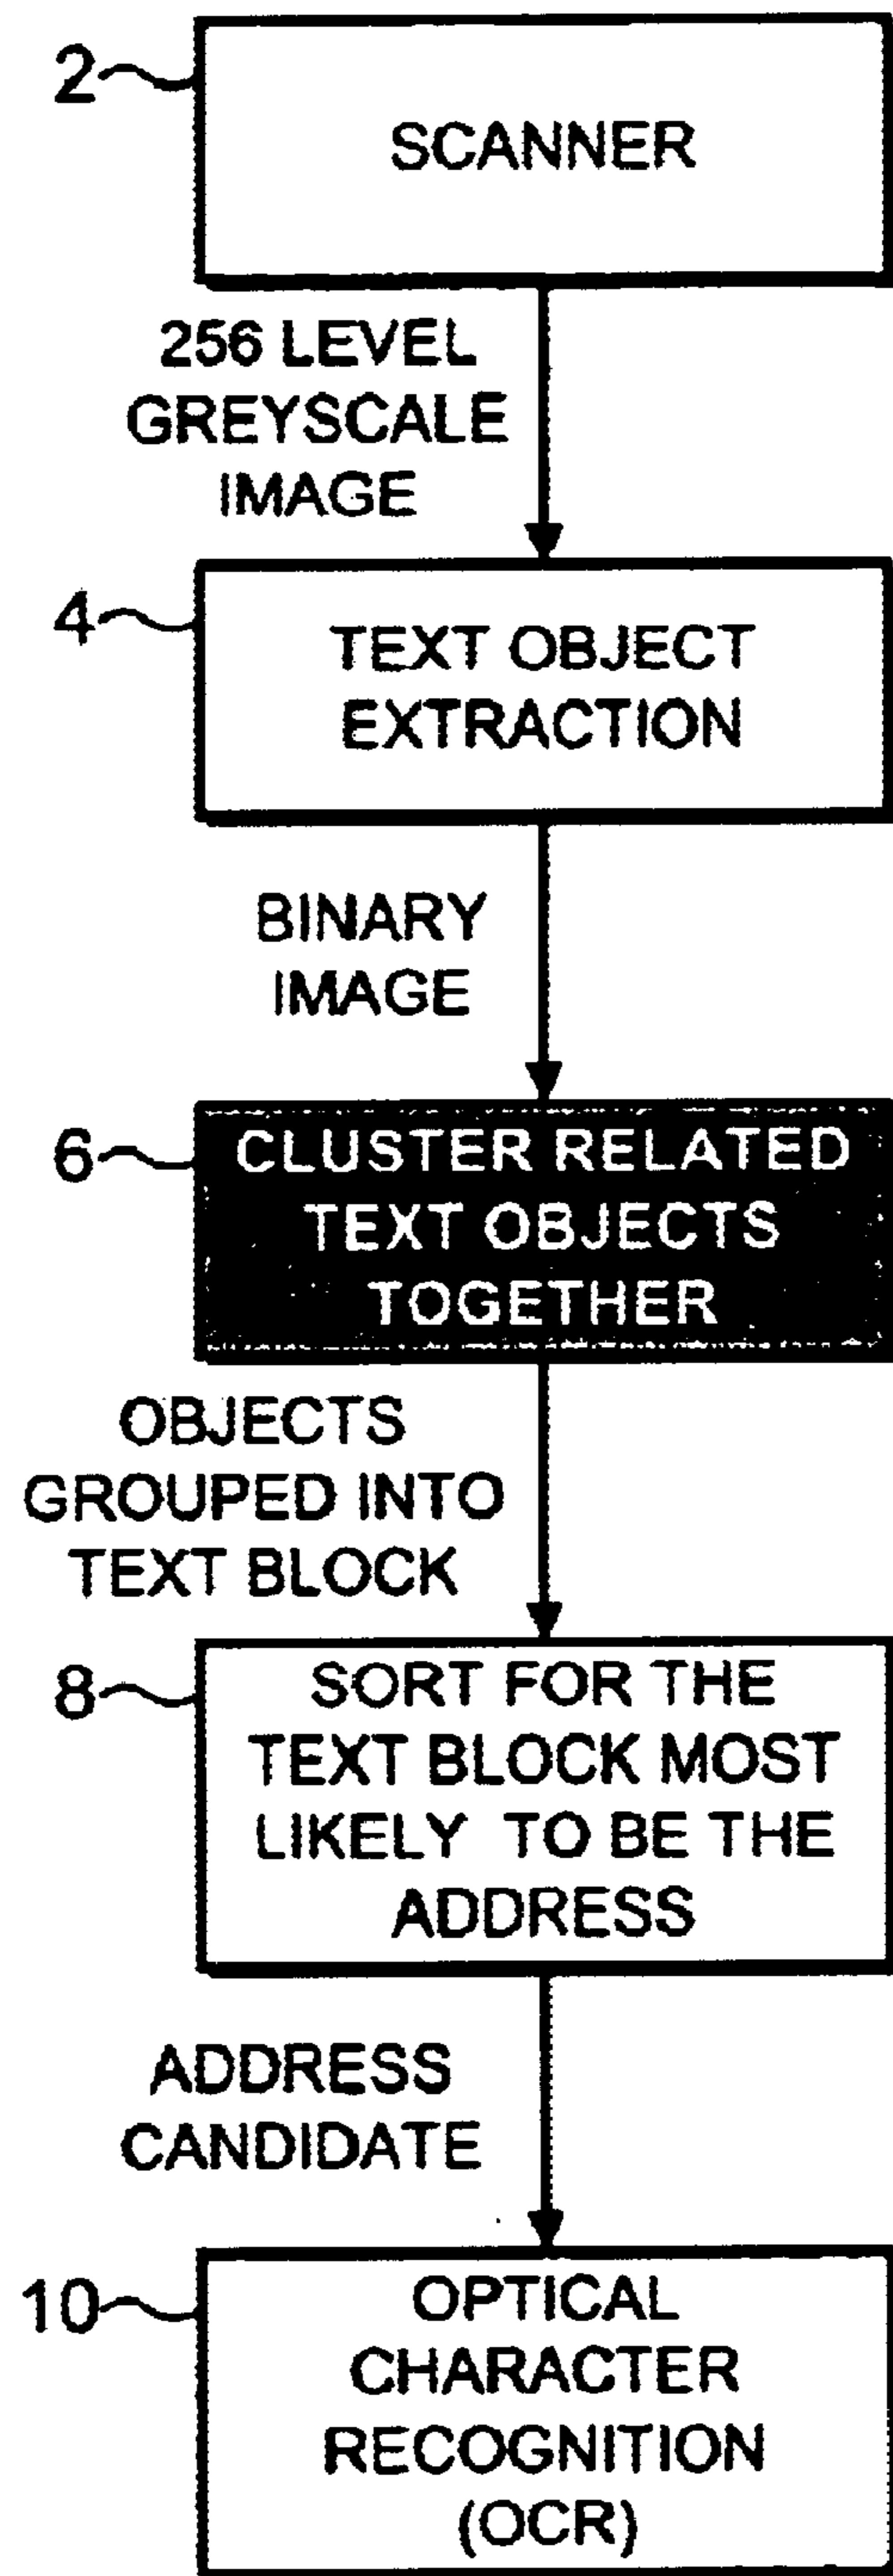 2
SCANNER
256 LEVEL
GREYSCALE
IMAGE
4
TEXT OBJECT
EXTRACTION
BINARY
IMAGE
6
CLUSTER RELATED
TEXT OBJECTS
TOGETHER
OBJECTS
GROUPED INTO
TEXT BLOCK
8
SORT FOR THE
TEXT BLOCK MOST
LIKELY TO BE THE
ADDRESS
ADDRESS
CANDIDATE
10
OPTICAL
CHARACTER
RECOGNITION
(OCR)